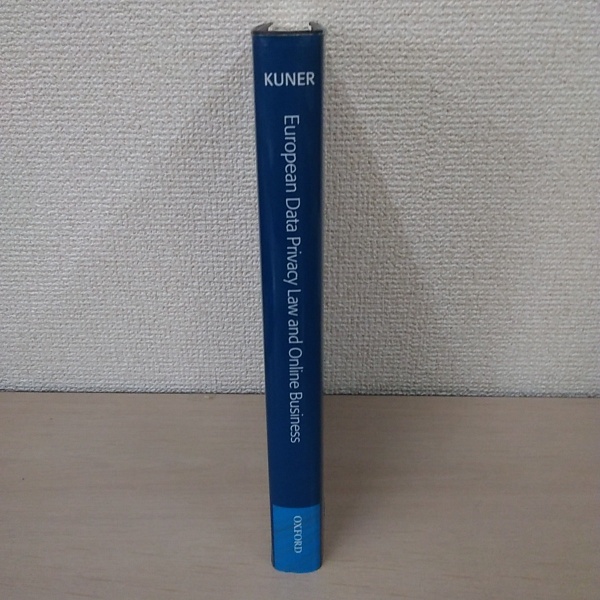 KUNER
European Data Privacy Law and Online Business
OXFORD